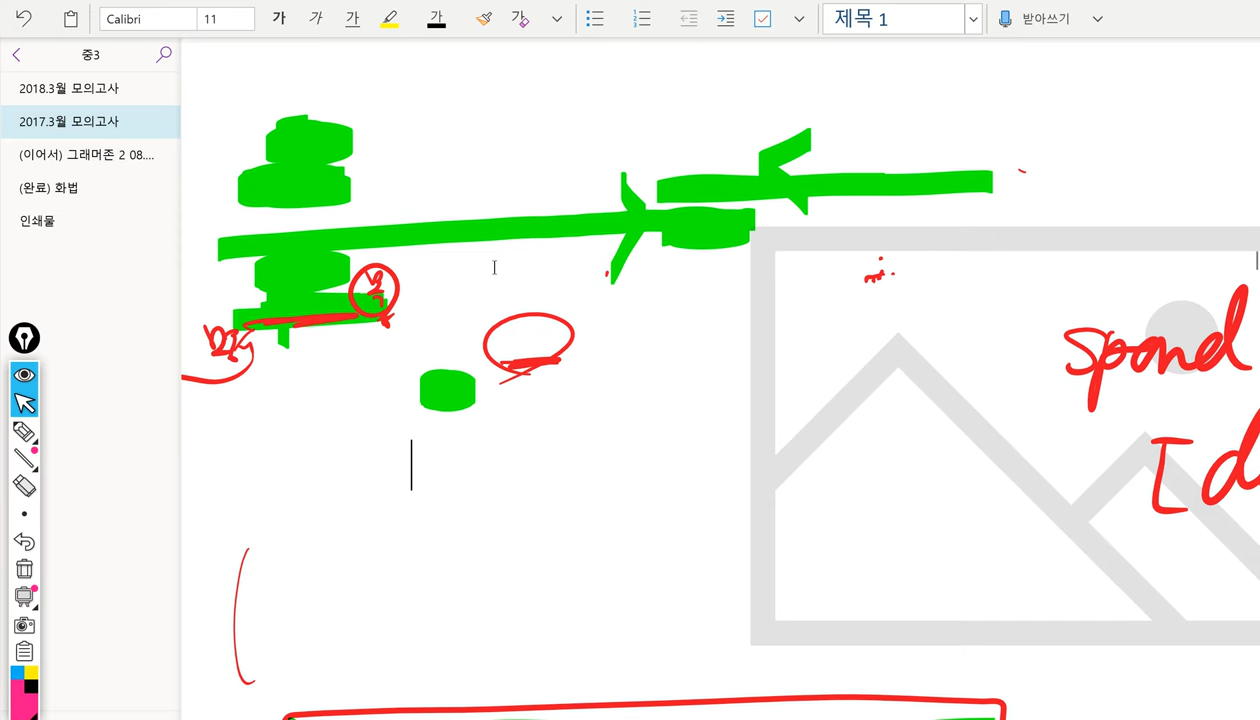 Calibri 11 가 가 가 가 가 제목 1 받아쓰기
중3
2018.3월 모의고사
2017.3월 모의고사
(이어서) 그래머존 2 08....
(완료) 화법
인쇄물
spond
[d